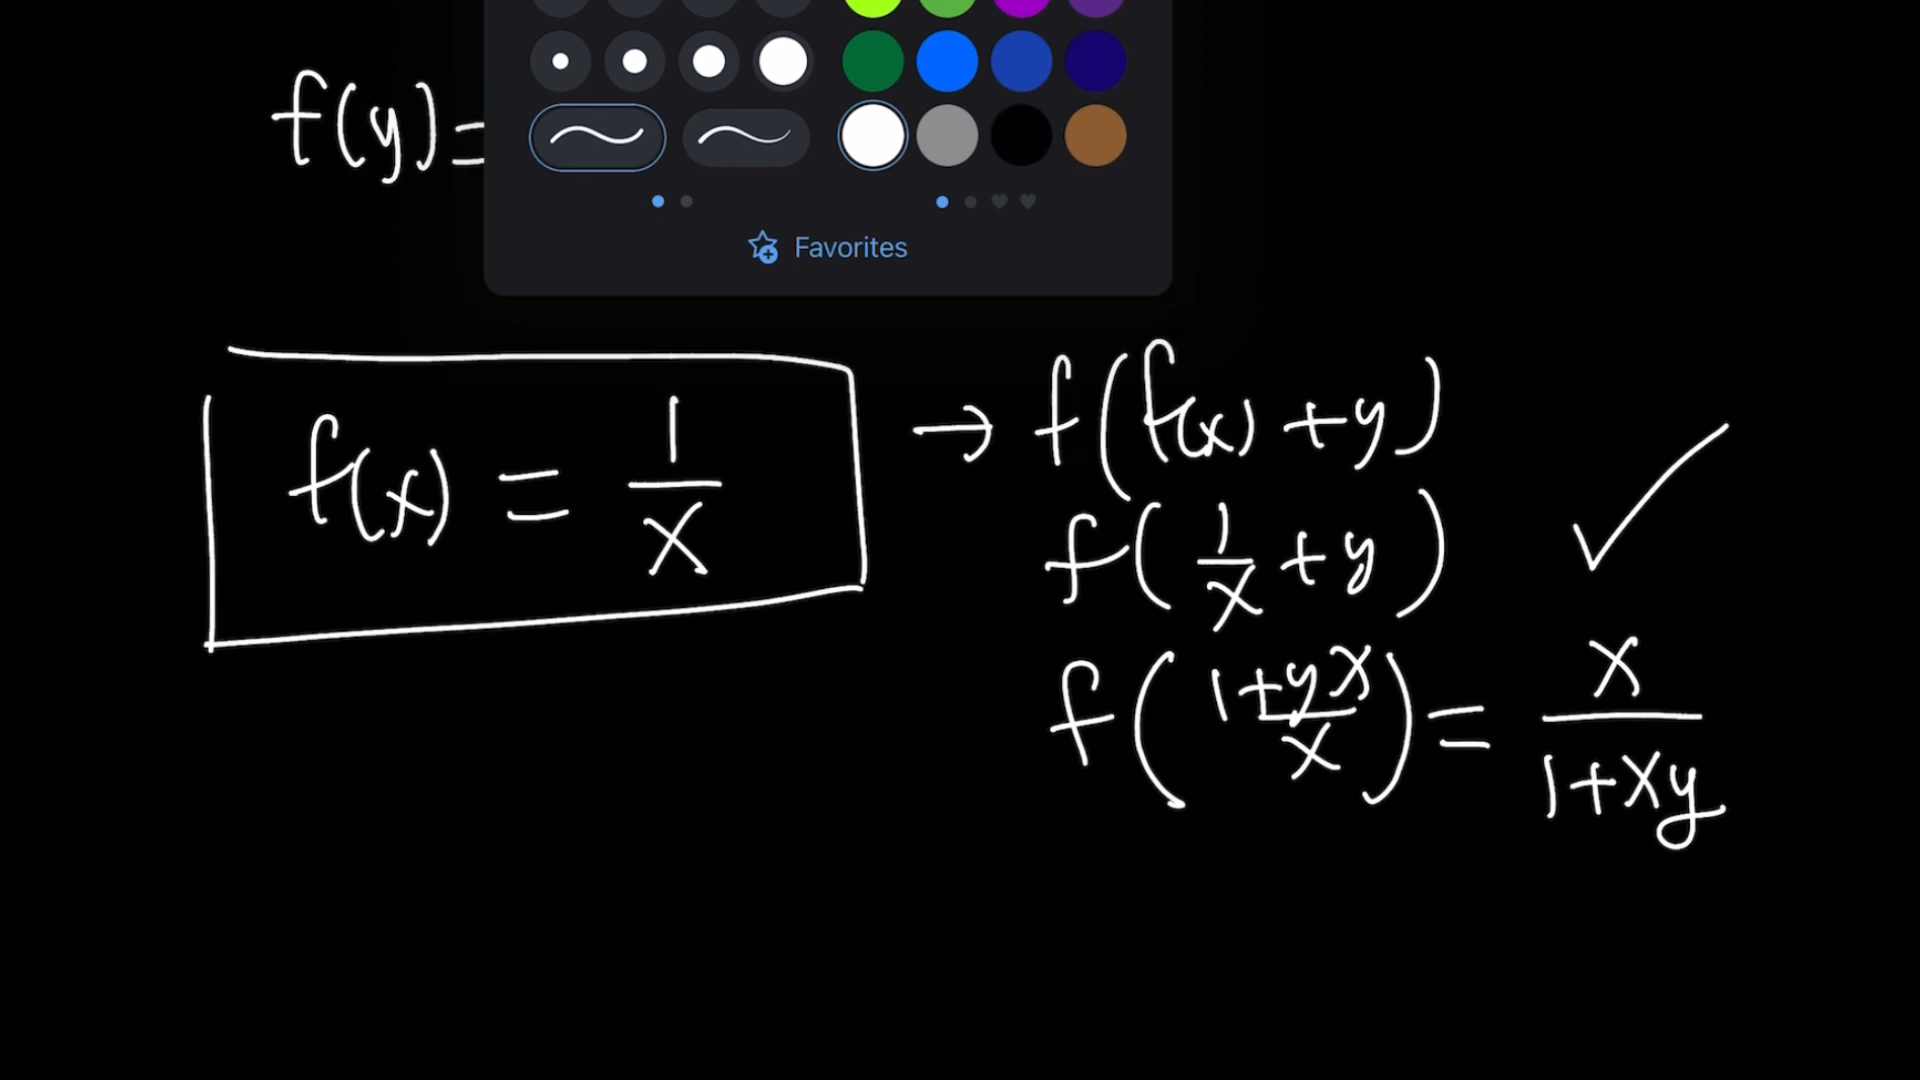 f(y)=
Favorites
f(x) = 1/x
→ f(f(x) + y)
f(1/x + y)
f((1+yx)/x) = x/(1+xy)